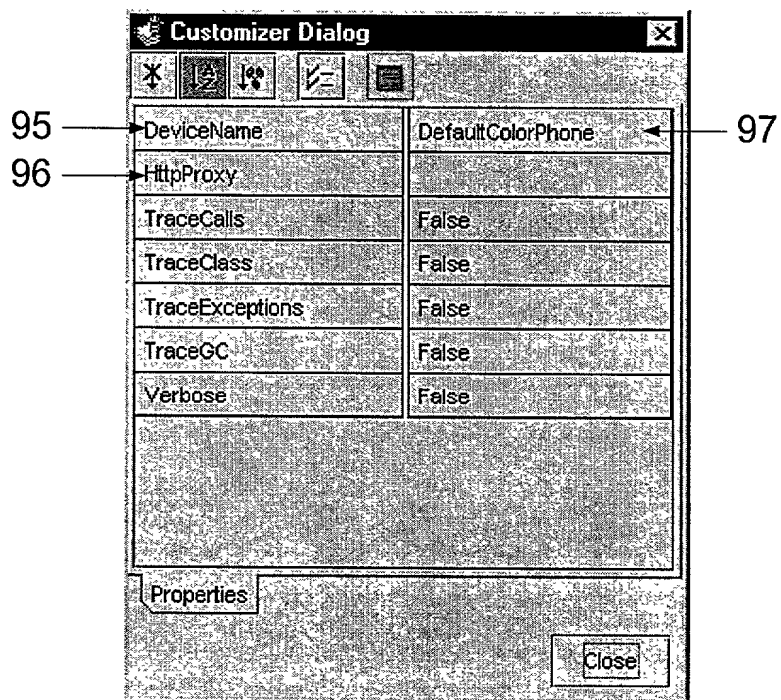 Customizer Dialog
95 DeviceName DefaultColorPhone 97
96 HttpProxy
TraceCalls False
TraceClass False
TraceExceptions False
TraceGC False
Verbose False
Properties
Close